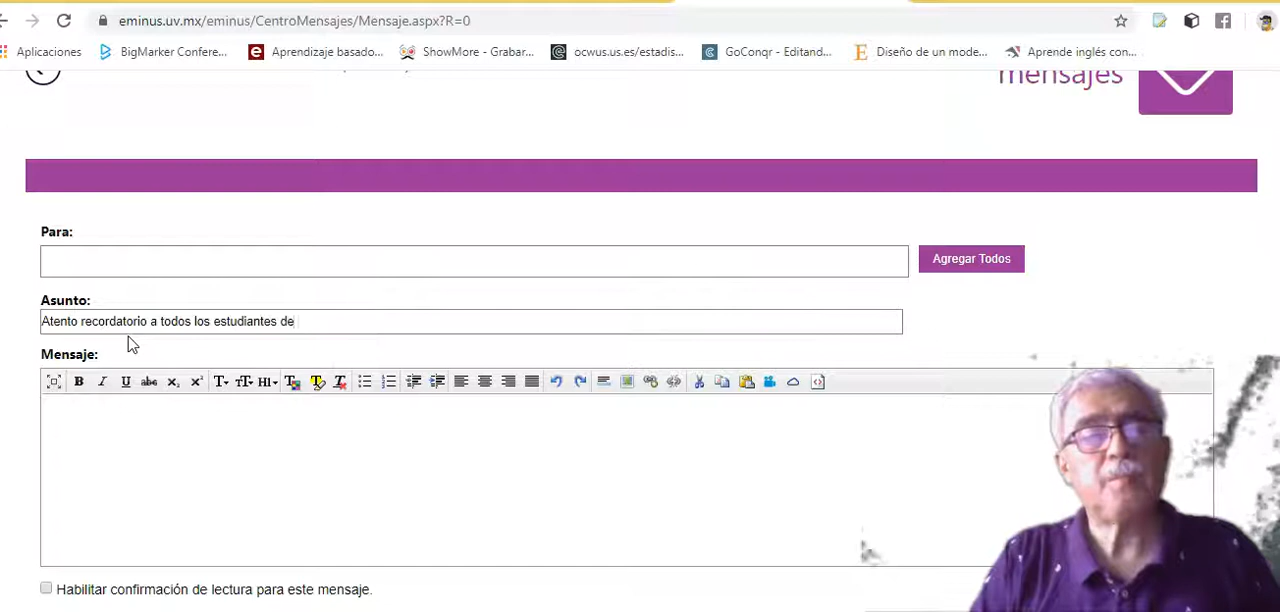 eminus.uv.mx/eminus/CentroMensajes/Mensaje.aspx?R=0
Aplicaciones BigMarker Confere... Aprendizaje basado... ShowMore - Grabar... ocwus.us.es/estadis... GoConqr - Editand... Diseño de un mode... Aprende inglés con...
mensajes
Para:
Agregar Todos
Asunto:
Atento recordatorio a todos los estudiantes de
Mensaje:
Habilitar confirmación de lectura para este mensaje.